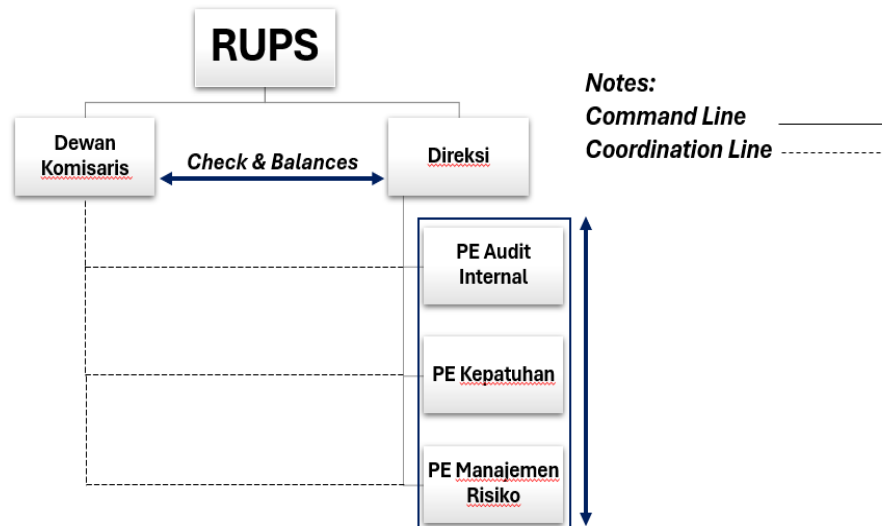 RUPS
Notes:
Command Line
Coordination Line
Dewan
Komisaris
Check & Balances
Direksi
PE Audit
Internal
PE Kepatuhan
PE Manajemen
Risiko